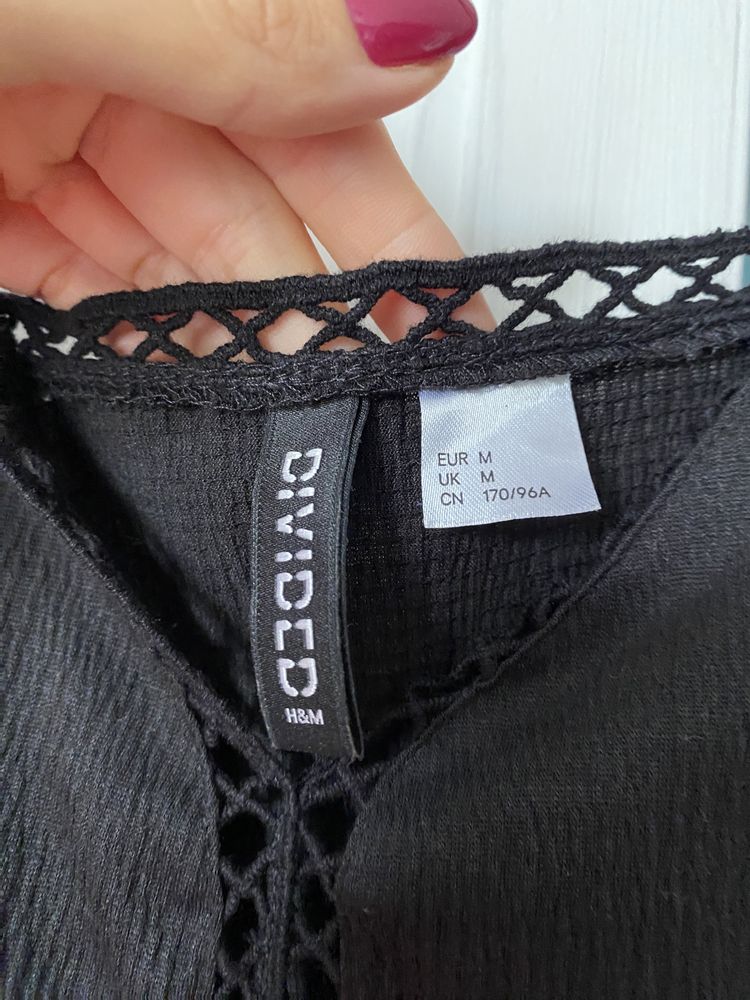 DIVIDED
H&M
EUR M
UK M
CN 170/96A